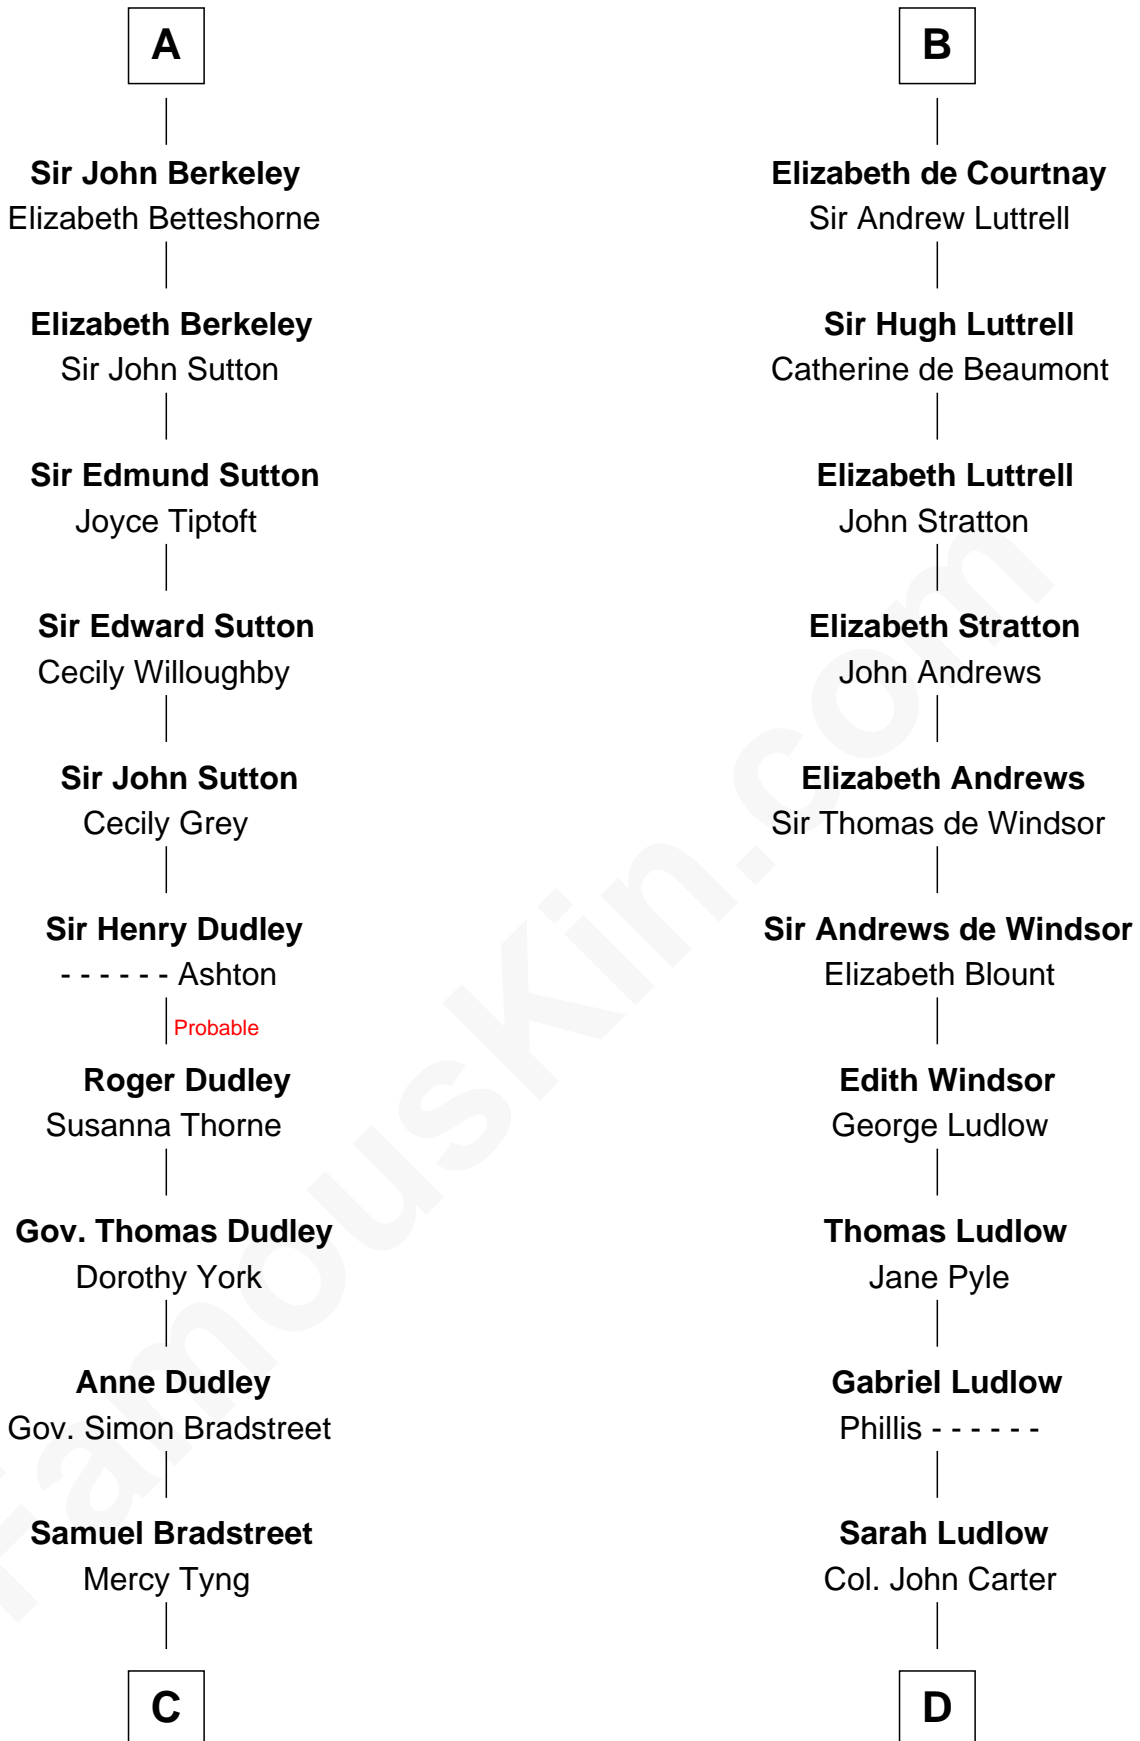 A
Sir John Berkeley
Elizabeth Betteshorne
Elizabeth Berkeley
Sir John Sutton
Sir Edmund Sutton
Joyce Tiptoft
Sir Edward Sutton
Cecily Willoughby
Sir John Sutton
Cecily Grey
Sir Henry Dudley
- - - - - - Ashton
Probable
Roger Dudley
Susanna Thorne
Gov. Thomas Dudley
Dorothy York
Anne Dudley
Gov. Simon Bradstreet
Samuel Bradstreet
Mercy Tyng
C
B
Elizabeth de Courtnay
Sir Andrew Luttrell
Sir Hugh Luttrell
Catherine de Beaumont
Elizabeth Luttrell
John Stratton
Elizabeth Stratton
John Andrews
Elizabeth Andrews
Sir Thomas de Windsor
Sir Andrews de Windsor
Elizabeth Blount
Edith Windsor
George Ludlow
Thomas Ludlow
Jane Pyle
Gabriel Ludlow
Phillis - - - - - -
Sarah Ludlow
Col. John Carter
D
FamousKin.com